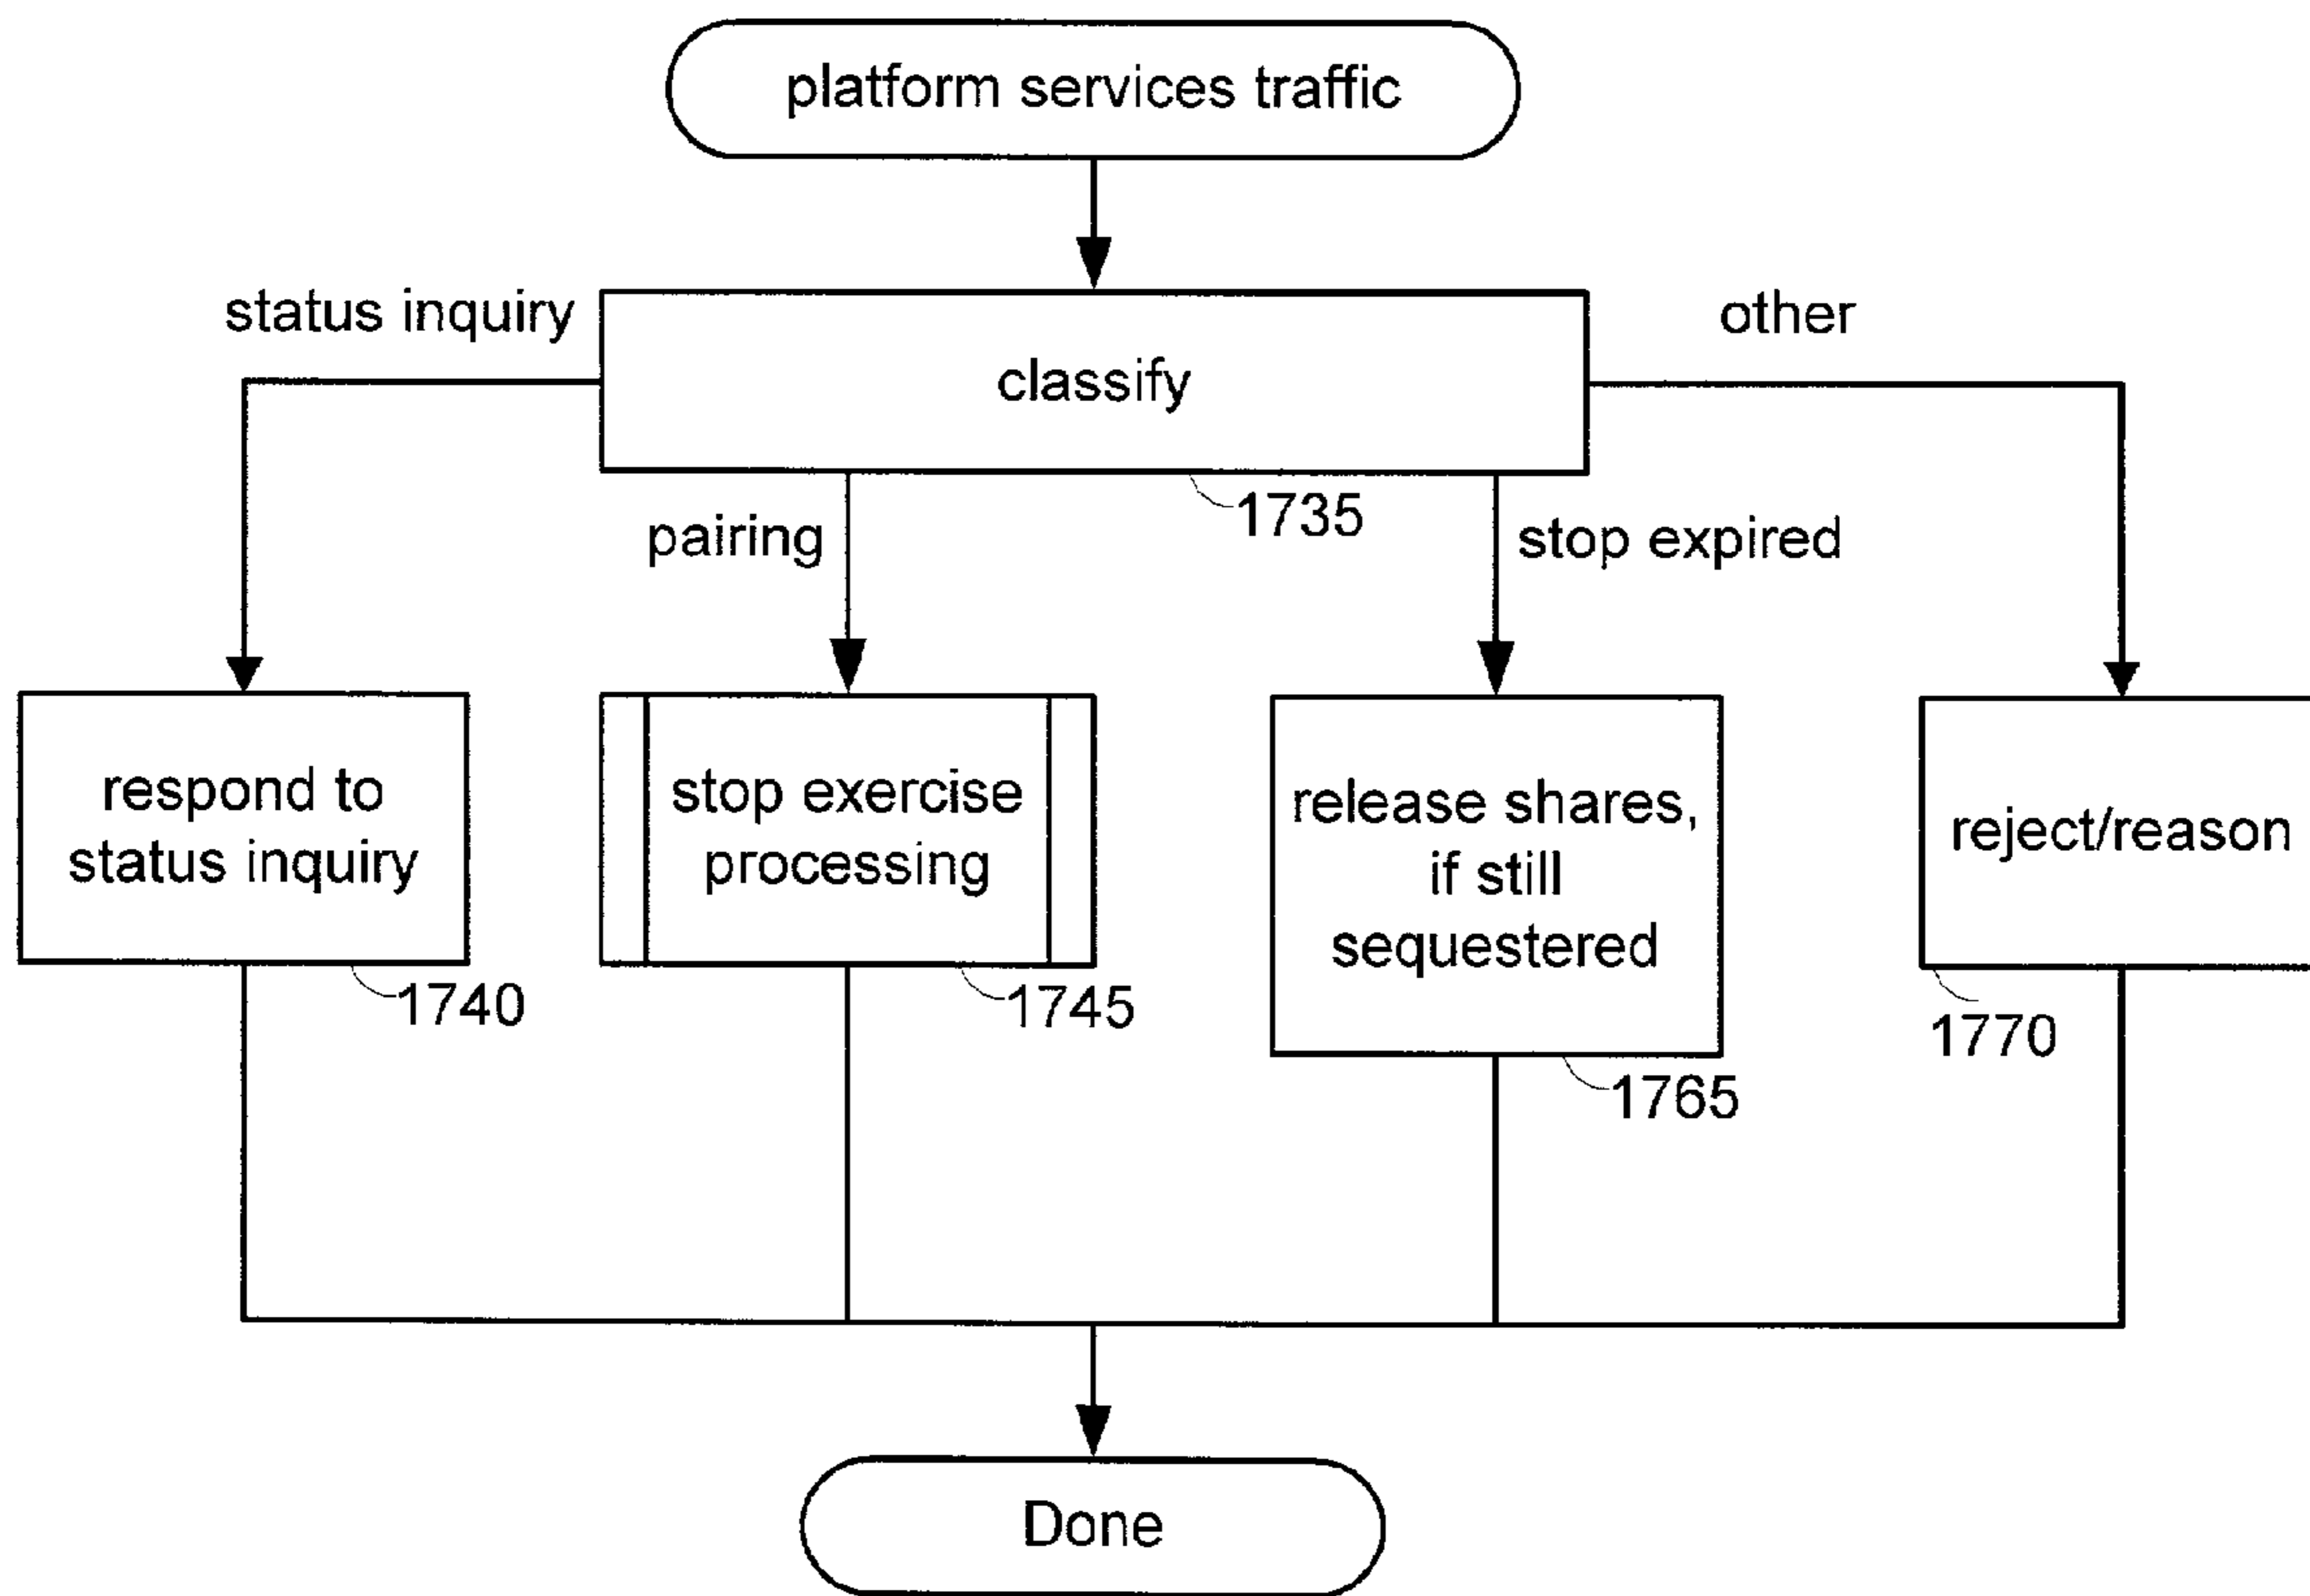 platform services traffic
status inquiry
other
classify
1735
pairing
stop expired
respond to
status inquiry
1740
stop exercise
processing
1745
release shares,
if still
sequestered
1765
reject/reason
1770
Done